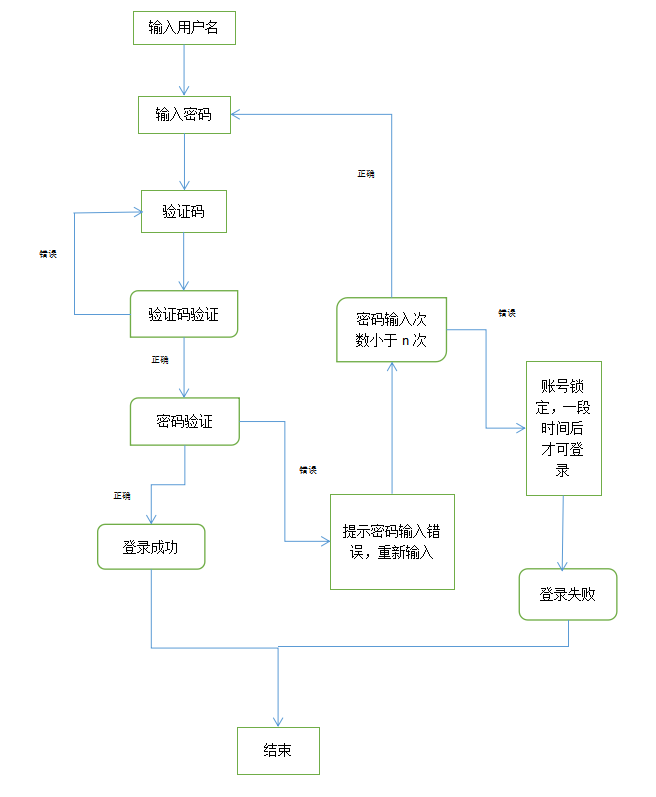 输入用户名
输入密码
正确
验证码
错误
验证码验证
密码输入次
数小于 n 次
错误
正确
账号锁
定，一段
时间后
才可登
录
密码验证
错误
正确
提示密码输入错
误，重新输入
登录成功
登录失败
结束